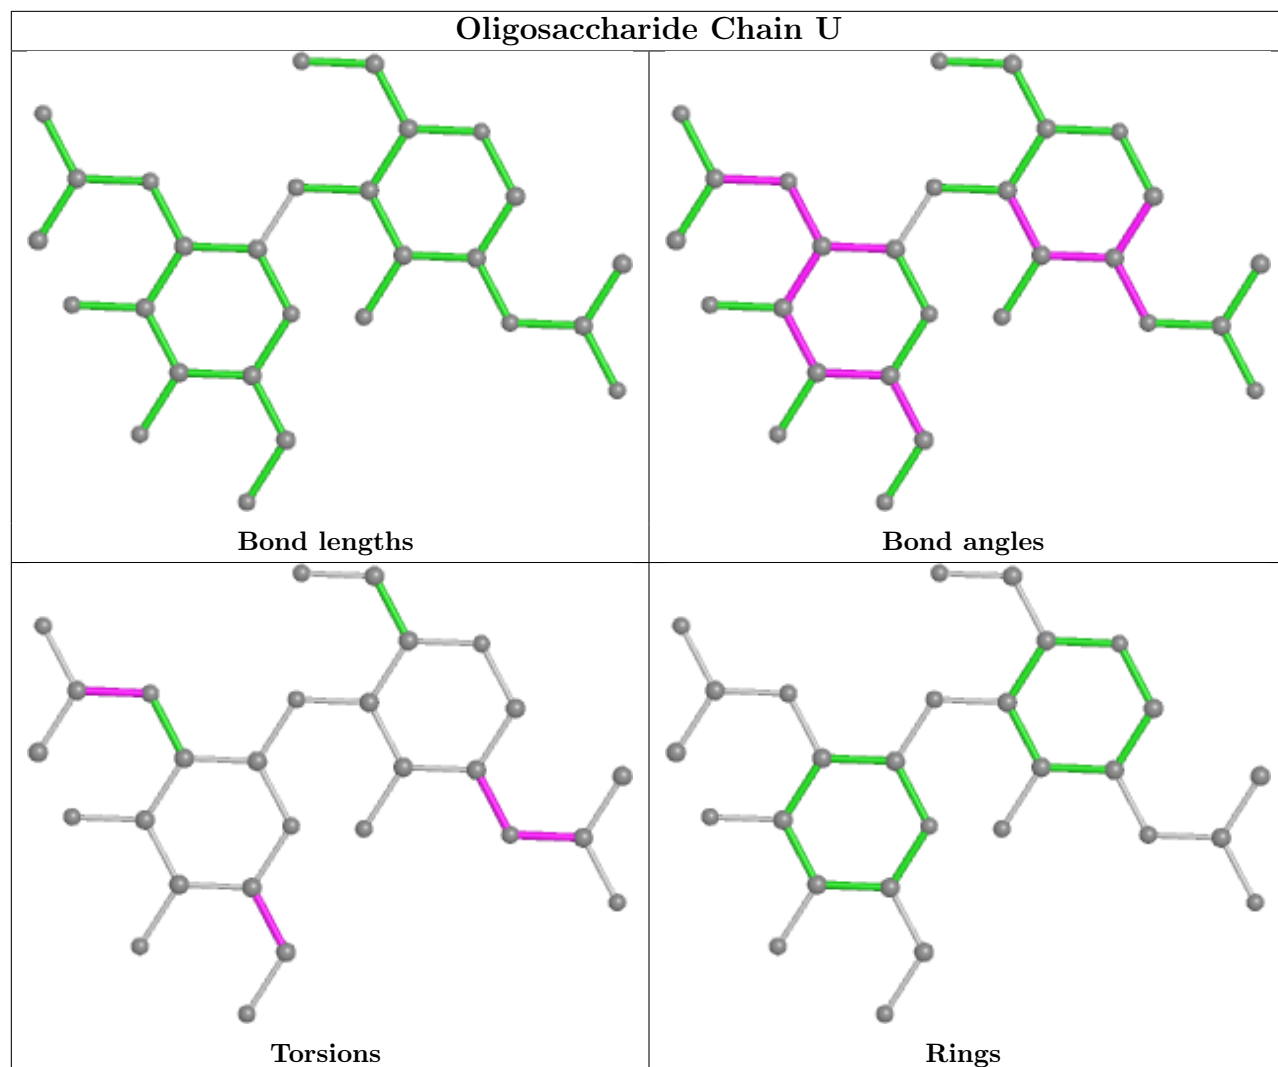 Oligosaccharide Chain U
Bond lengths
Bond angles
Torsions
Rings